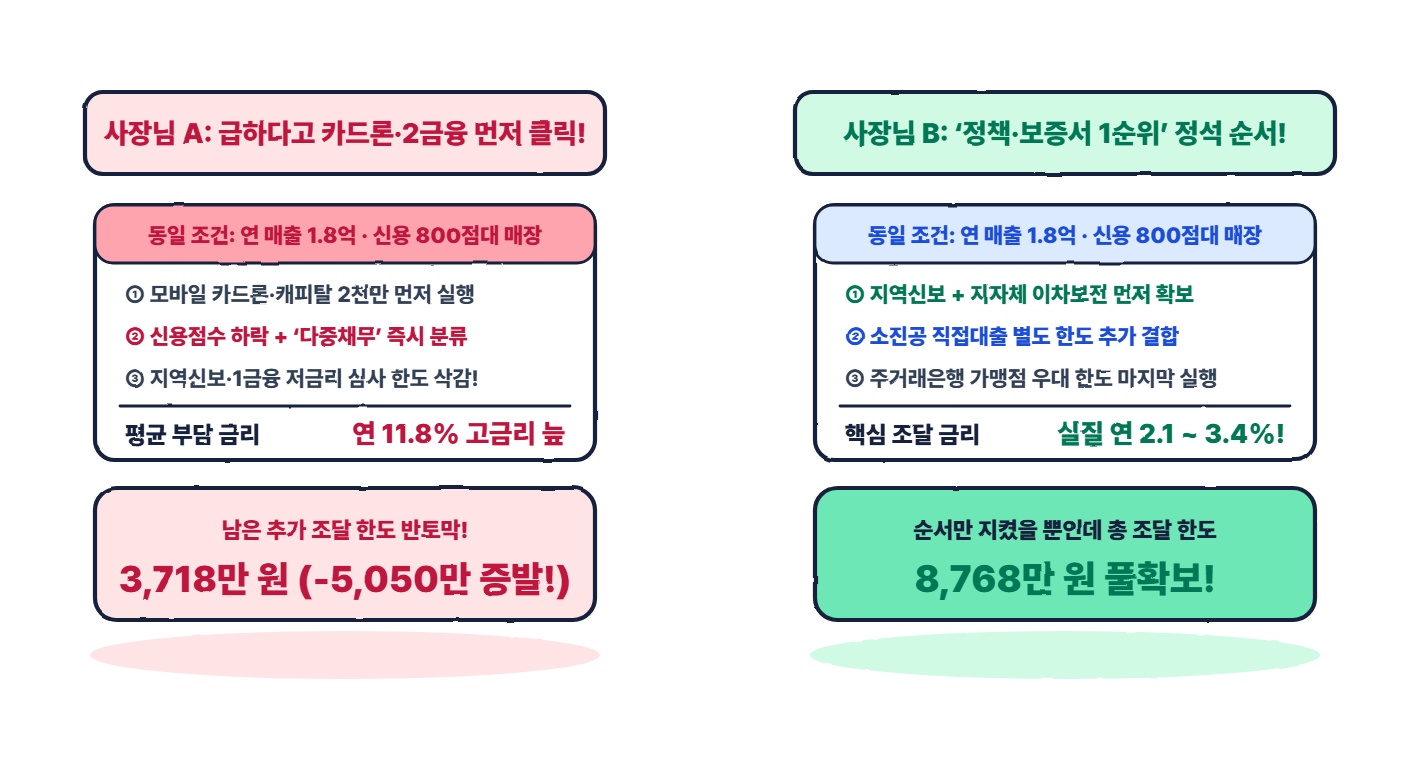 사장님 A: 급하다고 카드론·2금융 먼저 클릭!
동일 조건: 연 매출 1.8억 · 신용 800점대 매장
① 모바일 카드론·캐피탈 2천만 먼저 실행
② 신용점수 하락 + ‘다중채무’ 즉시 분류
③ 지역신보·1금융 저금리 심사 한도 삭감!
평균 부담 금리 연 11.8% 고금리 늪
남은 추가 조달 한도 반토막!
3,718만 원 (-5,050만 증발!)
사장님 B: ‘정책·보증서 1순위’ 정석 순서!
동일 조건: 연 매출 1.8억 · 신용 800점대 매장
① 지역신보 + 지자체 이차보전 먼저 확보
② 소진공 직접대출 별도 한도 추가 결합
③ 주거래은행 가맹점 우대 한도 마지막 실행
핵심 조달 금리 실질 연 2.1 ~ 3.4%!
순서만 지켰을 뿐인데 총 조달 한도
8,768만 원 풀확보!